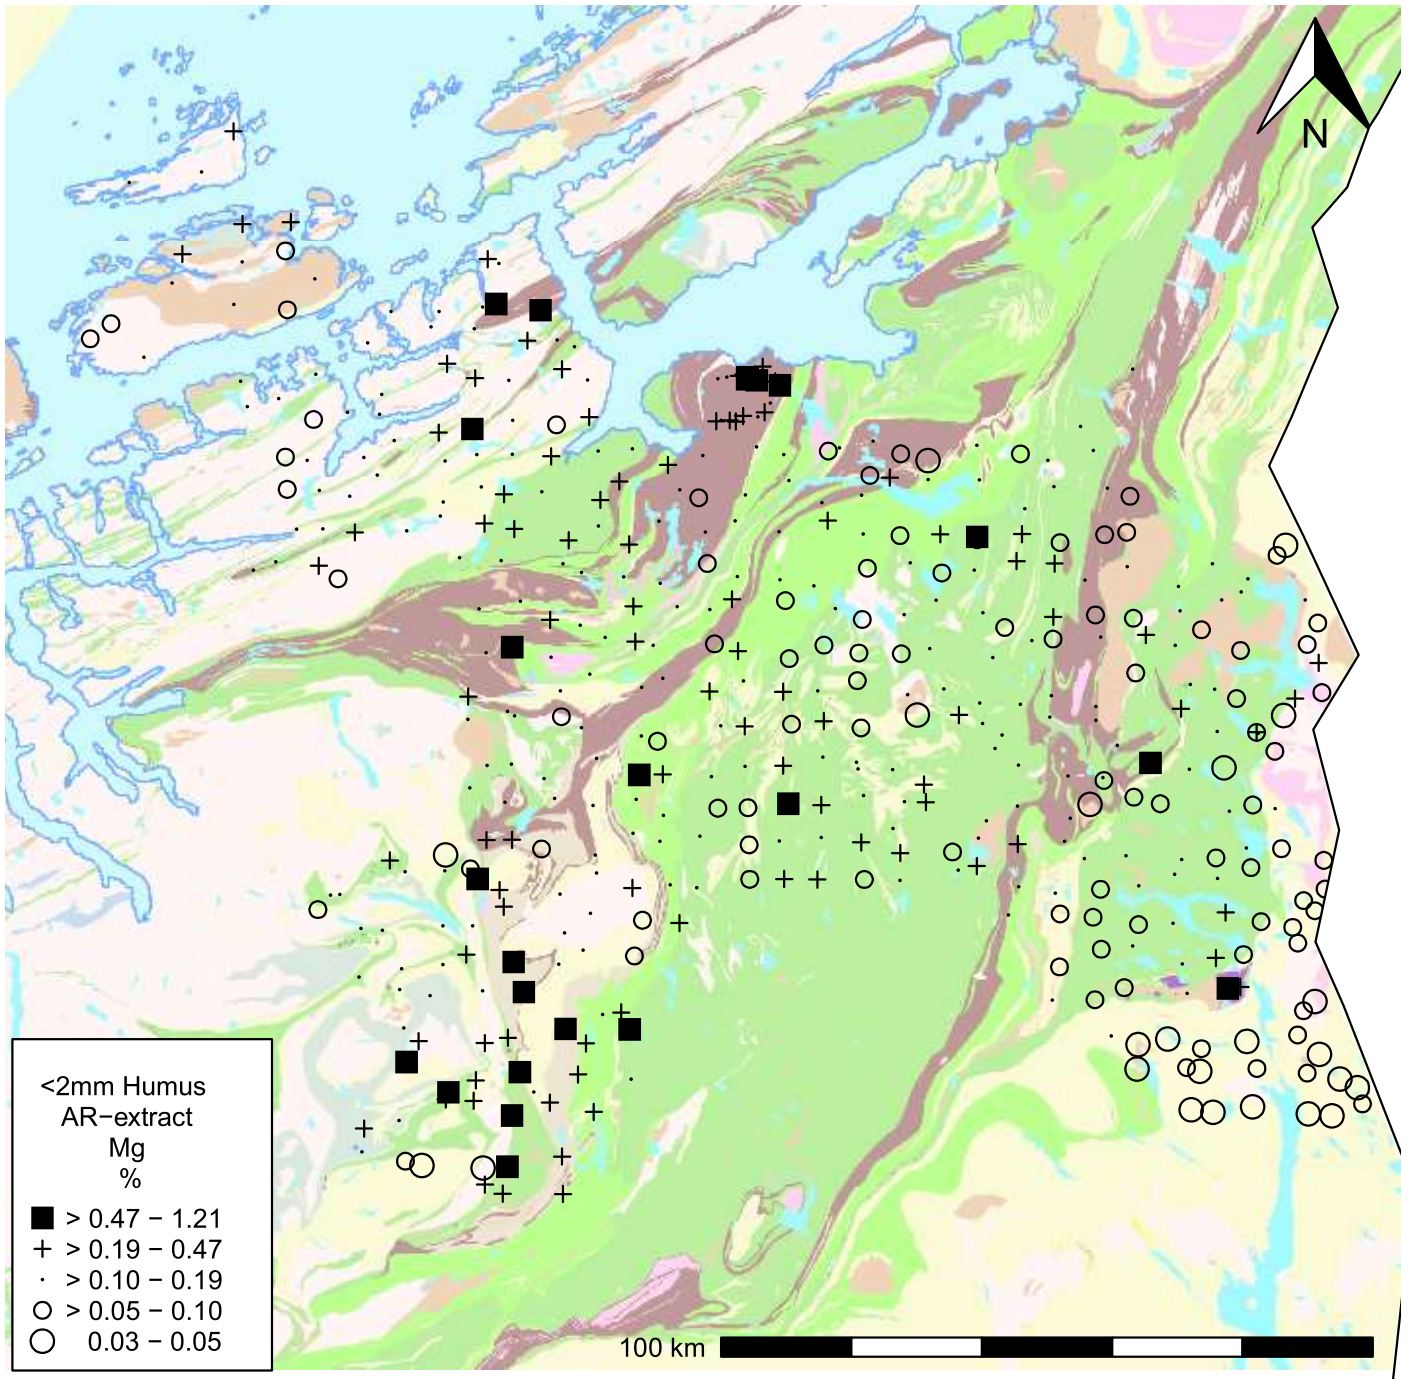 N
<2mm Humus
AR−extract
Mg
%
> 0.47 − 1.21
> 0.19 − 0.47
> 0.10 − 0.19
> 0.05 − 0.10
0.03 − 0.05
100 km